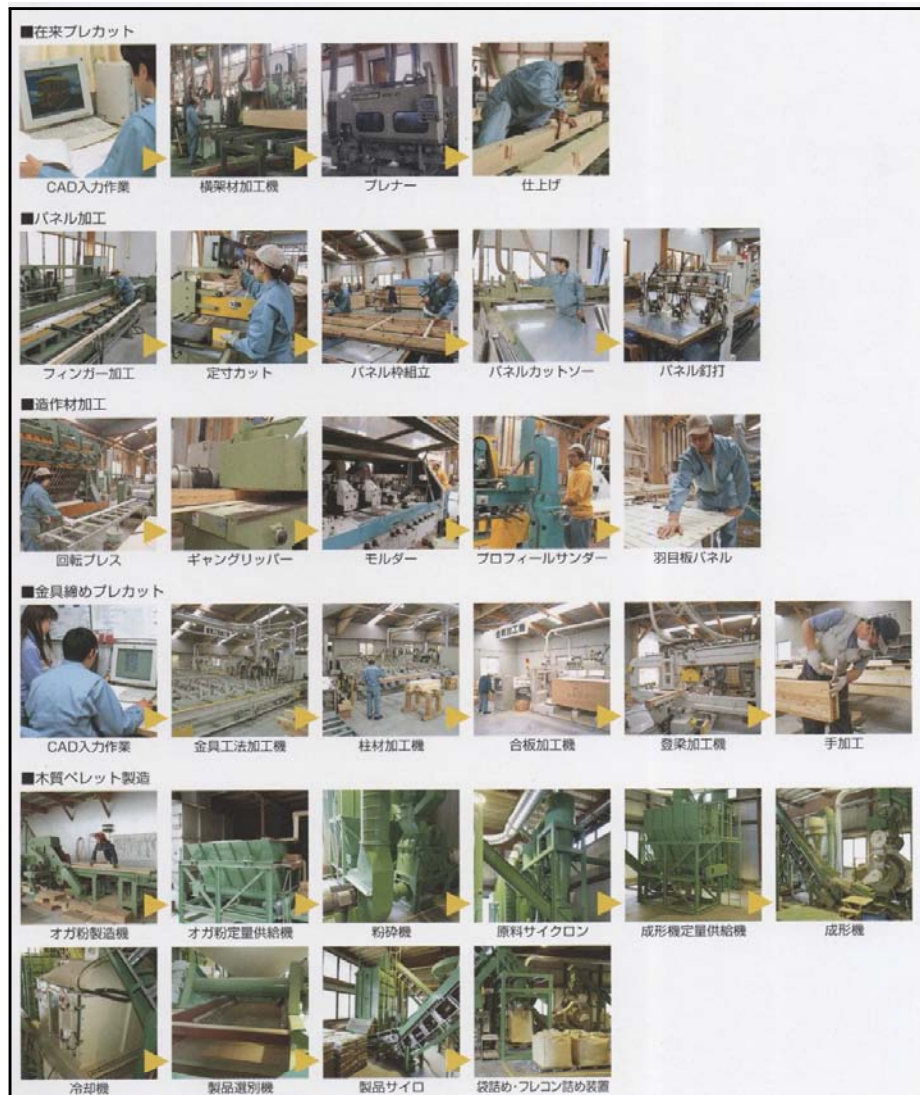 ■在来プレカット
CAD入力作業
横架材加工機
プレナー
仕上げ
■パネル加工
フィンガー加工
定寸カット
パネル枠組立
パネルカットソー
パネル釘打
■造作材加工
回転プレス
ギャングリッパー
モルダー
プロフィールサンダー
羽目板パネル
■金具締めプレカット
CAD入力作業
金具工法加工機
柱材加工機
合板加工機
登梁加工機
手加工
■木質ペレット製造
オガ粉製造機
オガ粉定量供給機
粉砕機
原料サイクロン
成形機定量供給機
成形機
冷却機
製品選別機
製品サイロ
袋詰め・フレコン詰め装置